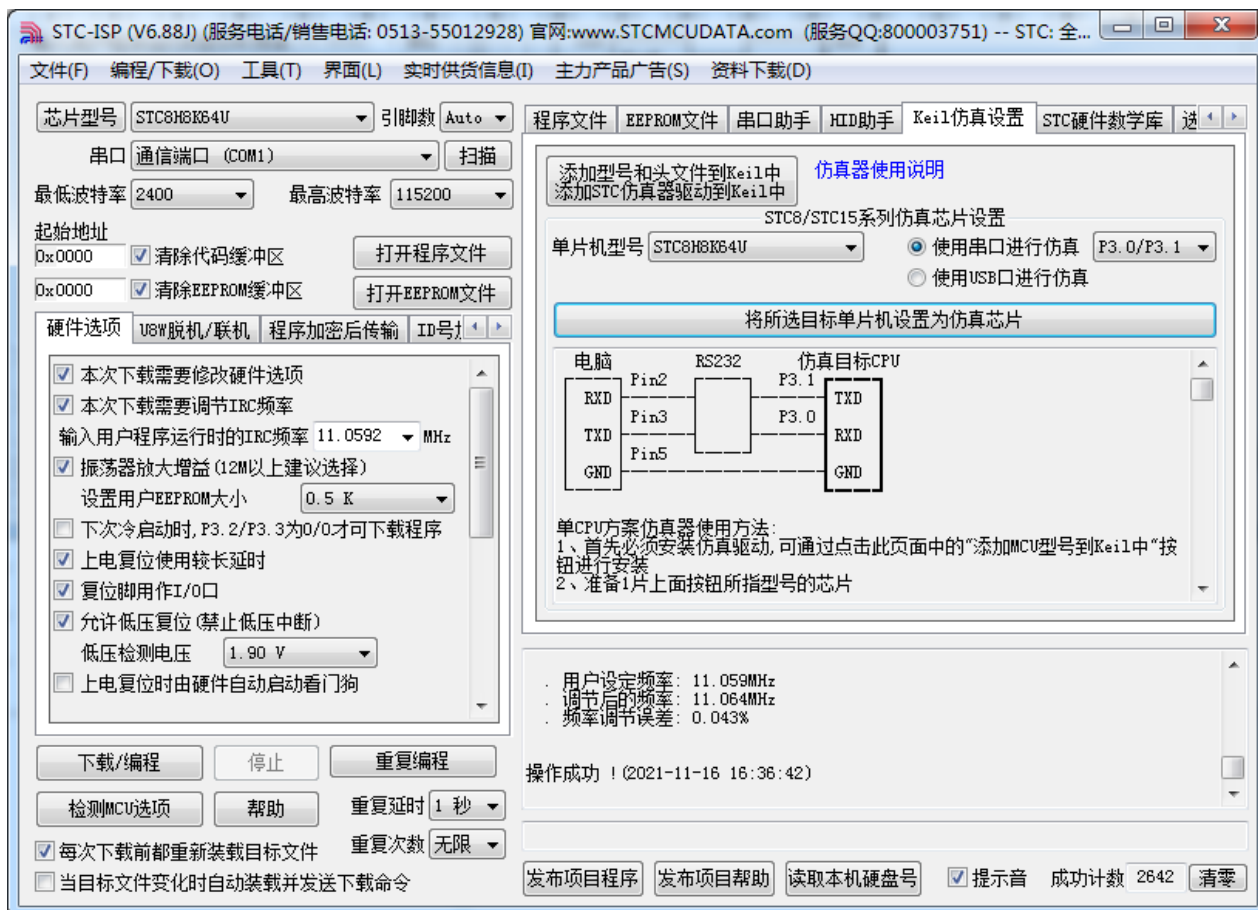 STC-ISP (V6.88J) (服务电话/销售电话: 0513-55012928) 官网:www.STCMCUDATA.com (服务QQ:800003751) -- STC: 全...
文件(F) 编程/下载(O) 工具(T) 界面(L) 实时供货信息(I) 主力产品广告(S) 资料下载(D)
芯片型号 STC8H8K64U 引脚数 Auto
串口 通信端口 (COM1) 扫描
最低波特率 2400 最高波特率 115200
起始地址
0x0000 清除代码缓冲区 打开程序文件
0x0000 清除EEPROM缓冲区 打开EEPROM文件
硬件选项 U8W脱机/联机 程序加密后传输 ID号
本次下载需要修改硬件选项
本次下载需要调节IRC频率
输入用户程序运行时的IRC频率 11.0592 MHz
振荡器放大增益(12M以上建议选择)
设置用户EEPROM大小 0.5 K
下次冷启动时,P3.2/P3.3为0/0才可下载程序
上电复位使用较长延时
复位脚用作I/O口
允许低压复位(禁止低压中断)
低压检测电压 1.90 V
上电复位时由硬件自动启动看门狗
下载/编程 停止 重复编程
检测MCU选项 帮助 重复延时 1 秒
每次下载前都重新装载目标文件 重复次数 无限
当目标文件变化时自动装载并发送下载命令
程序文件 EEPROM文件 串口助手 HID助手 Keil仿真设置 STC硬件数学库 选
添加型号和头文件到Keil中
添加STC仿真器驱动到Keil中
仿真器使用说明
STC8/STC15系列仿真芯片设置
单片机型号 STC8H8K64U 使用串口进行仿真 P3.0/P3.1
使用USB口进行仿真
将所选目标单片机设置为仿真芯片
电脑 RS232 仿真目标CPU
RXD Pin2 P3.1 TXD
TXD Pin3 P3.0 RXD
GND Pin5 GND
单CPU方案仿真器使用方法:
1、首先必须安装仿真驱动,可通过点击此页面中的“添加MCU型号到Keil中“按
钮进行安装
2、准备1片上面按钮所指型号的芯片
. 用户设定频率: 11.059MHz
. 调节后的频率: 11.064MHz
. 频率调节误差: 0.043%
操作成功 !(2021-11-16 16:36:42)
发布项目程序 发布项目帮助 读取本机硬盘号 提示音 成功计数 2642 清零